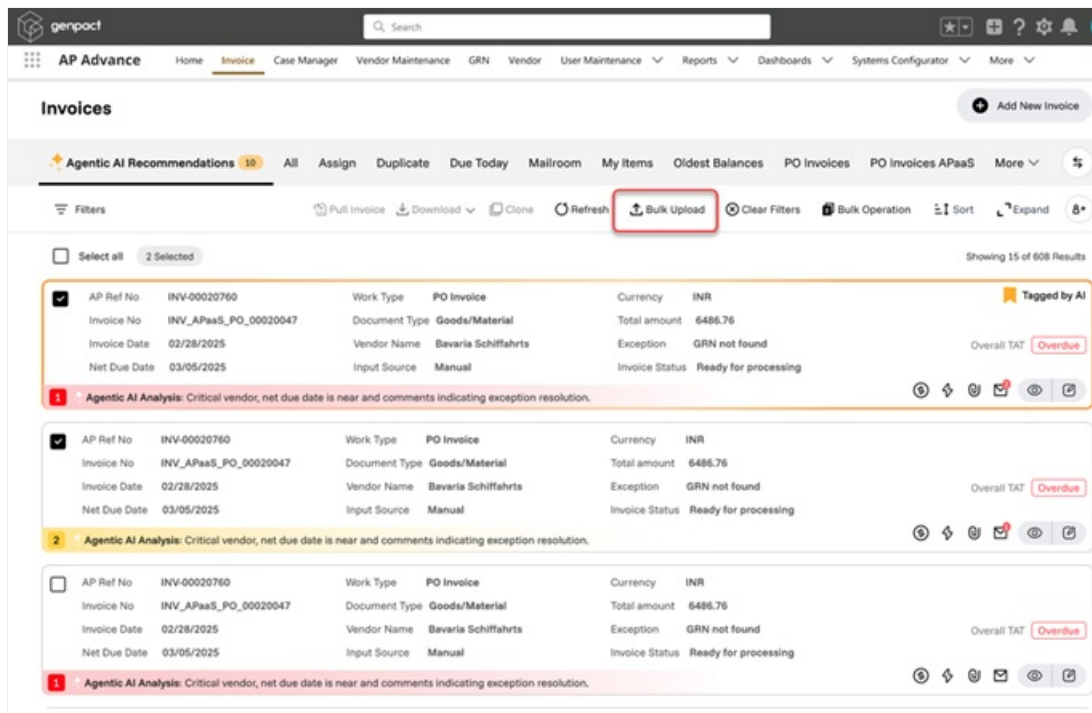 genpact
Search
AP Advance Home Invoice Case Manager Vendor Maintenance GRN Vendor User Maintenance Reports Dashboards Systems Configurator More
Invoices
Add New Invoice
Agentic AI Recommendations 10 All Assign Duplicate Due Today Mailroom My Items Oldest Balances PO Invoices PO Invoices APaaS More
Filters Pull Invoice Download Clone Refresh Bulk Upload Clear Filters Bulk Operation Sort Expand 8+
Select all 2 Selected Showing 15 of 608 Results
AP Ref No INV-00020760 Work Type PO Invoice Currency INR Tagged by AI
Invoice No INV_APaaS_PO_00020047 Document Type Goods/Material Total amount 6486.76
Invoice Date 02/28/2025 Vendor Name Bavaria Schiffahrts Exception GRN not found Overall TAT Overdue
Net Due Date 03/05/2025 Input Source Manual Invoice Status Ready for processing
1 Agentic AI Analysis: Critical vendor, net due date is near and comments indicating exception resolution.
AP Ref No INV-00020760 Work Type PO Invoice Currency INR
Invoice No INV_APaaS_PO_00020047 Document Type Goods/Material Total amount 6486.76
Invoice Date 02/28/2025 Vendor Name Bavaria Schiffahrts Exception GRN not found Overall TAT Overdue
Net Due Date 03/05/2025 Input Source Manual Invoice Status Ready for processing
2 Agentic AI Analysis: Critical vendor, net due date is near and comments indicating exception resolution.
AP Ref No INV-00020760 Work Type PO Invoice Currency INR
Invoice No INV_APaaS_PO_00020047 Document Type Goods/Material Total amount 6486.76
Invoice Date 02/28/2025 Vendor Name Bavaria Schiffahrts Exception GRN not found Overall TAT Overdue
Net Due Date 03/05/2025 Input Source Manual Invoice Status Ready for processing
1 Agentic AI Analysis: Critical vendor, net due date is near and comments indicating exception resolution.